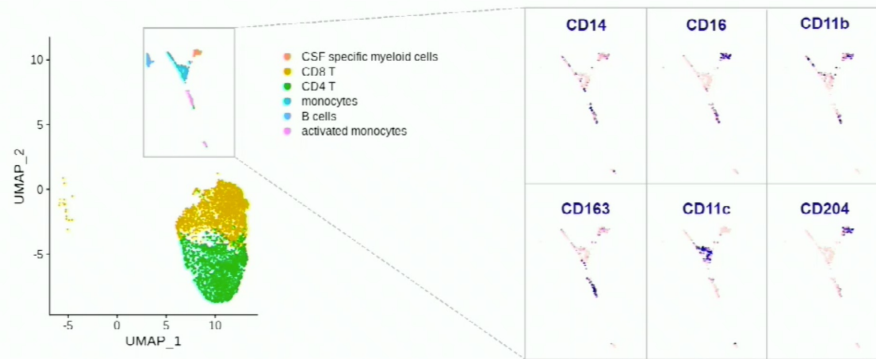 CD14 CD16 CD11b
10
5
0
-5
UMAP_2
CSF specific myeloid cells
CD8 T
CD4 T
monocytes
B cells
activated monocytes
CD163 CD11c CD204
-5 0 5 10
UMAP_1